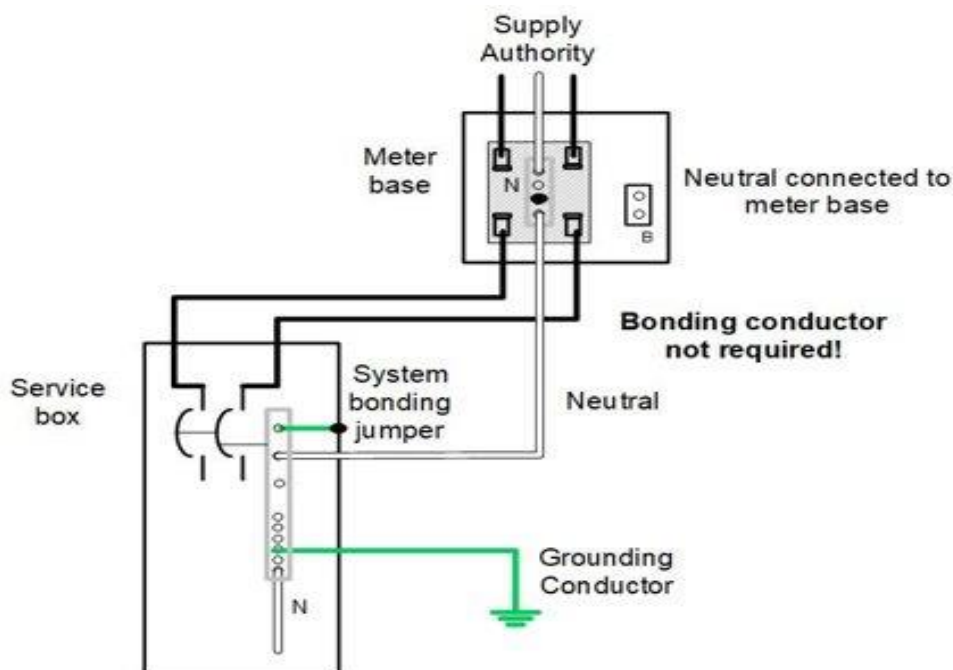 Supply
Authority
Meter
base
N
B
Neutral connected to
meter base
Bonding conductor
not required!
Service
box
System
bonding
jumper
Neutral
Grounding
Conductor
N